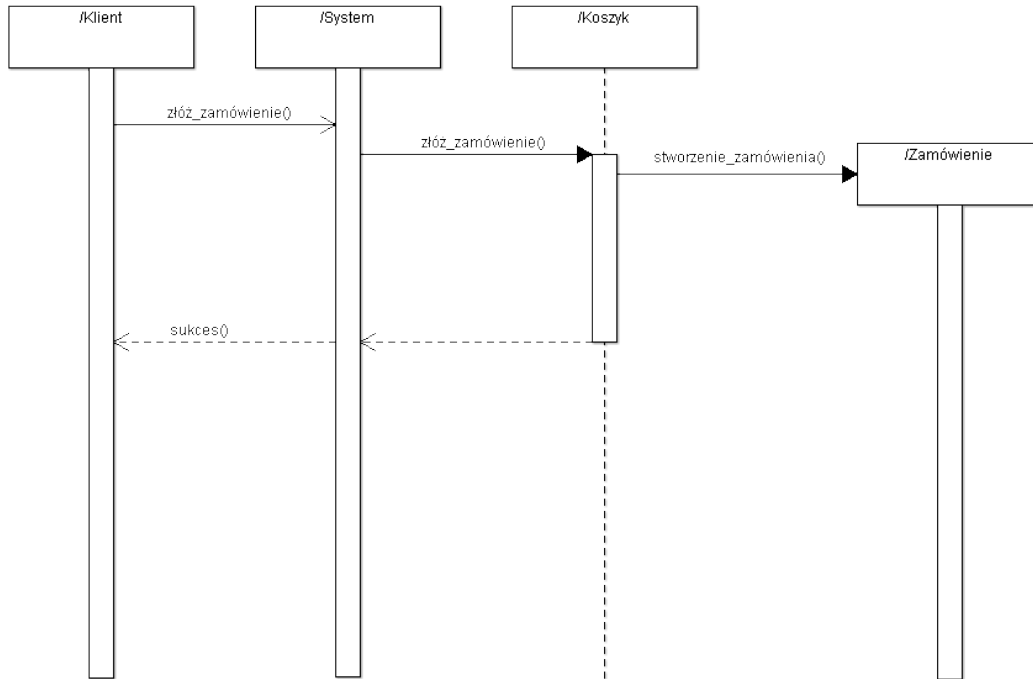 /Klient
/System
/Koszyk
złóż_zamówienie()
złóż_zamówienie()
stworzenie_zamówienia()
/Zamówienie
sukces()